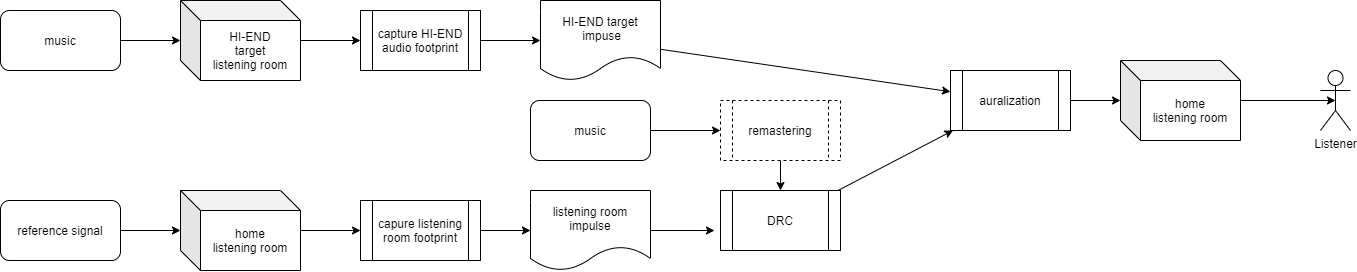 music
HI-END
target
listening room
capture HI-END
audio footprint
HI-END target
impuse
music
remastering
auralization
home
listening room
Listener
reference signal
home
listening room
capure listening
room footprint
listening room
impulse
DRC